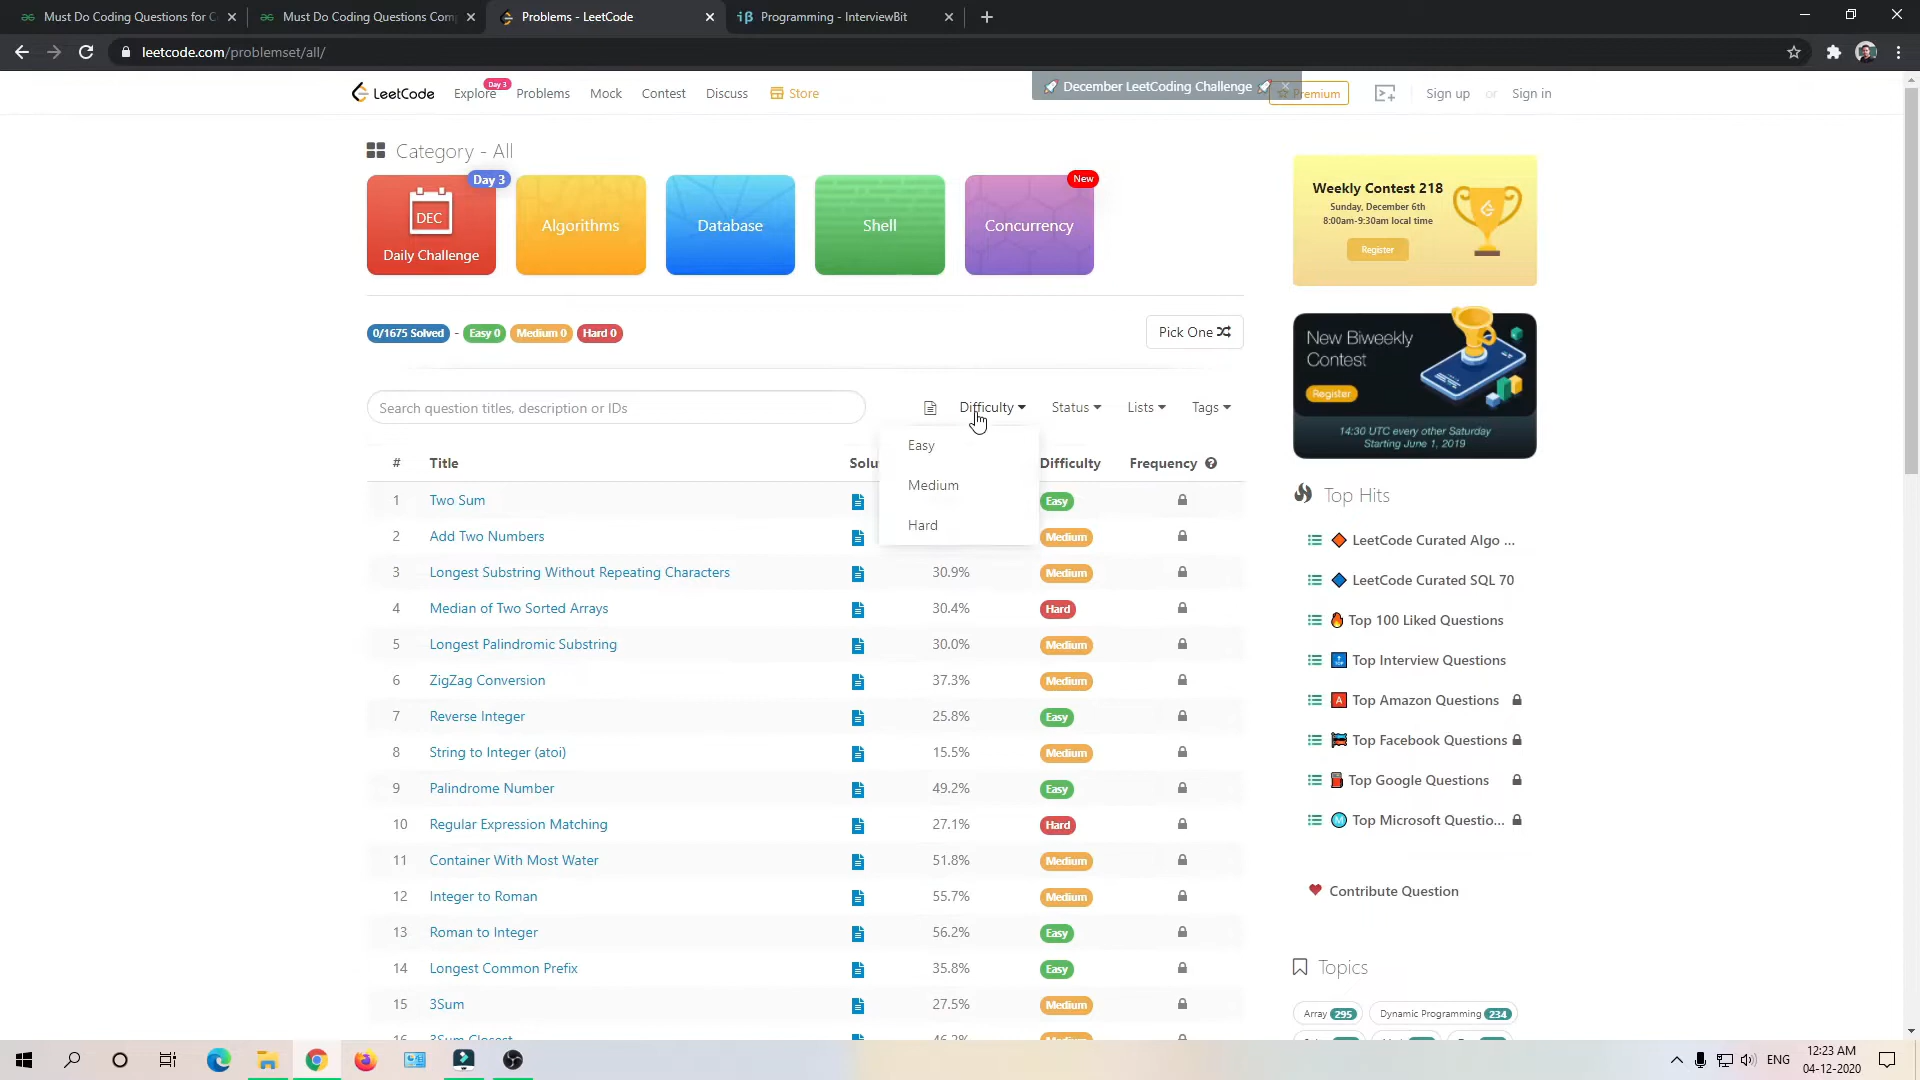 Must Do Coding Questions for C
Must Do Coding Questions Com
Problems - LeetCode
Programming - InterviewBit
leetcode.com/problemset/all/
LeetCode
Explore
Day 3
Problems
Mock
Contest
Discuss
Store
December LeetCoding Challenge
Premium
Sign up or Sign in
Category - All
Day 3
DEC
Daily Challenge
Algorithms
Database
Shell
New
Concurrency
0/1675 Solved - Easy 0 Medium 0 Hard 0
Pick One
Search question titles, description or IDs
Difficulty
Status
Lists
Tags
Easy
Medium
Hard
# Title Solu Difficulty Frequency
1 Two Sum Easy
2 Add Two Numbers Medium
3 Longest Substring Without Repeating Characters 30.9% Medium
4 Median of Two Sorted Arrays 30.4% Hard
5 Longest Palindromic Substring 30.0% Medium
6 ZigZag Conversion 37.3% Medium
7 Reverse Integer 25.8% Easy
8 String to Integer (atoi) 15.5% Medium
9 Palindrome Number 49.2% Easy
10 Regular Expression Matching 27.1% Hard
11 Container With Most Water 51.8% Medium
12 Integer to Roman 55.7% Medium
13 Roman to Integer 56.2% Easy
14 Longest Common Prefix 35.8% Easy
15 3Sum 27.5% Medium
16 3Sum Closest 46.2%
Weekly Contest 218
Sunday, December 6th
8:00am-9:30am local time
Register
New Biweekly
Contest
Register
14:30 UTC every other Saturday
Starting June 1, 2019
Top Hits
LeetCode Curated Algo ...
LeetCode Curated SQL 70
Top 100 Liked Questions
Top Interview Questions
Top Amazon Questions
Top Facebook Questions
Top Google Questions
Top Microsoft Questio...
Contribute Question
Topics
Array 295
Dynamic Programming 234
ENG
12:23 AM
04-12-2020